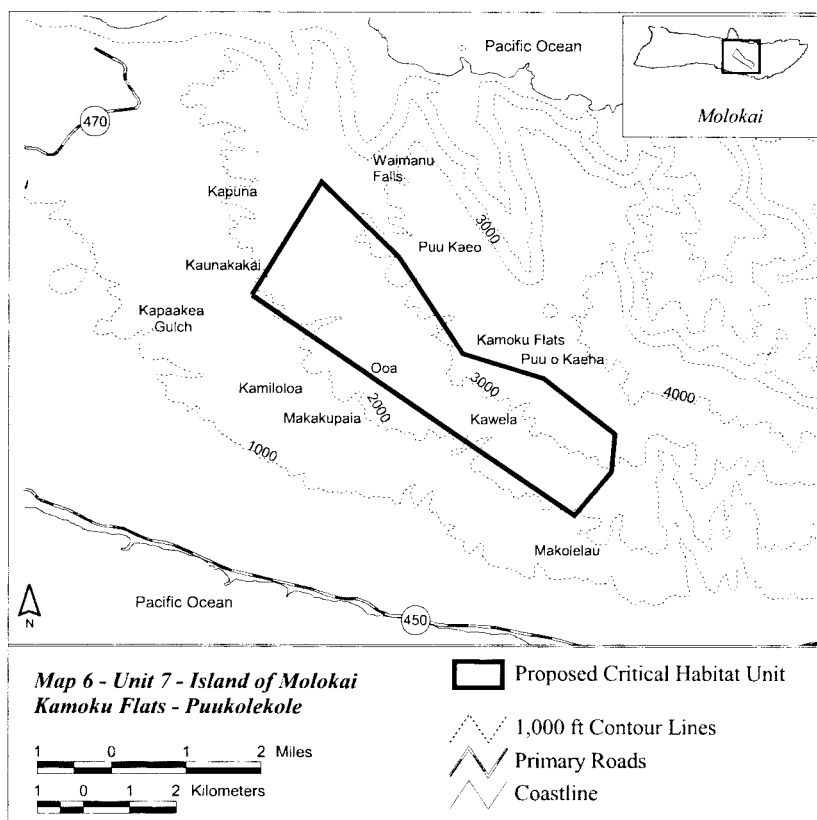 Pacific Ocean
Molokai
470
Waimanu
Falls
Kapuna
3000
Puu Kaeo
Kaunakakai
Kapaakea
Gulch
Kamoku Flats
Puu o Kaeha
Ooa
3000
4000
Kamiloloa
2000
Makakupaia
Kawela
1000
Makolelau
Pacific Ocean
450
N
Map 6 - Unit 7 - Island of Molokai
Kamoku Flats - Puukolekole
1 0 1 2 Miles
1 0 1 2 Kilometers
Proposed Critical Habitat Unit
1,000 ft Contour Lines
Primary Roads
Coastline